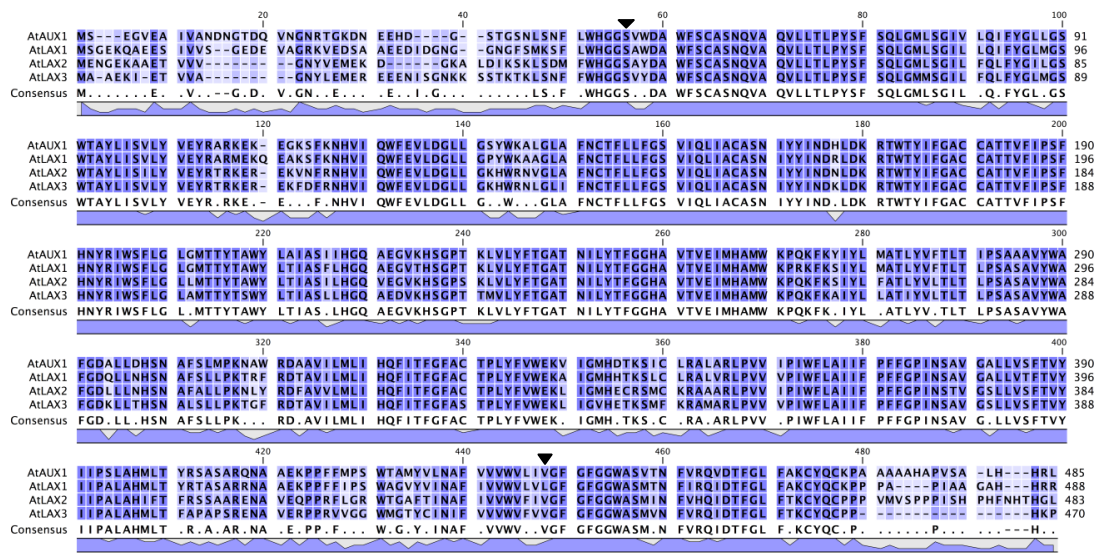 20 40 60 80
AtAUX1 MS---EGVEA IVANDNGTDQ VNGNRTGKDN EEHD----G- -STGSNLSNF LWHGGSVWDA WFSCASNQVA QVLLTLPYSF SQLGMLSGIV LQIFYGLLGS 91
AtLAX1 MSGEKQAEES IVVS--GEDE VAGRKVEDSA AEEDIDGNG- -GNGFSMKSF LWHGGSAWDA WFSCASNQVA QVLLTLPYSF SQLGMLSGIL LQIFYGLMGS 96
AtLAX2 MENGEKAAET VVV------- --GNYVEMEK D------GKA LDIKSKLSDM FWHGGSAYDA WFSCASNQVA QVLLTLPYSF SQLGMLSGIL FQLFYGILGS 85
AtLAX3 MA-AEKI-ET VVA------- --GNYLEMER EEENISGNKK SSTKTKLSNF FWHGGSVYDA WFSCASNQVA QVLLTLPYSF SQLGMMSGIL FQLFYGLMGS 89
Consensus M.......E. .V..--G.D. V.GN..E... E..I.G.... .....LS.F .WHGGS..DA WFSCASNQVA QVLLTLPYSF SQLGMLSGIL .Q.FYGL.GS
120 140 160 180 200
AtAUX1 WTAYLISVLY VEYRARKEK- EGKSFKNHVI QWFEVLDGLL GSYWKALGLA FNCTFLLFGS VIQLIACASN IYYINDHLDK RTWTYIFGAC CATTVFIPSF 190
AtLAX1 WTAYLISVLY VEYRARMEKQ EAKSFKNHVI QWFEVLDGLL GPYWKAAGLA FNCTFLLFGS VIQLIACASN IYYINDRLDK RTWTYIFGAC CATTVFIPSF 196
AtLAX2 WTAYLISILY VEYRTRKER- EKVNFRNHVI QWFEVLDGLL GKHWRNVGLA FNCTFLLFGS VIQLIACASN IYYINDNLDK RTWTYIFGAC CATTVFIPSF 184
AtLAX3 WTAYLISVLY VEYRTRKER- EKFDFRNHVI QWFEVLDGLL GKHWRNLGLI FNCTFLLFGS VIQLIACASN IYYINDKLDK RTWTYIFGAC CATTVFIPSF 188
Consensus WTAYLISVLY VEYR.RKE.- E...F.NHVI QWFEVLDGLL G..W...GLA FNCTFLLFGS VIQLIACASN IYYIND.LDK RTWTYIFGAC CATTVFIPSF
220 240 260 280 300
AtAUX1 HNYRIWSFLG LGMTTYTAWY LAIASIIHGQ AEGVKHSGPT KLVLYFTGAT NILYTFGGHA VTVEIMHAMW KPQKFKYIYL MATLYVFTLT IPSAAAVYWA 290
AtLAX1 HNYRIWSFLG LGMTTYTAWY LTIASFLHGQ AEGVTHSGPT KLVLYFTGAT NILYTFGGHA VTVEIMHAMW KPRKFKSIYL MATLYVFTLT LPSASAVYWA 296
AtLAX2 HNYRIWSFLG LLMTTYTAWY LTIASILHGQ VEGVKHSGPS KLVLYFTGAT NILYTFGGHA VTVEIMHAMW KPQKFKSIYL FATLYVLTLT LPSASAVYWA 284
AtLAX3 HNYRIWSFLG LAMTTYTSWY LTIASLLHGQ AEDVKHSGPT TMVLYFTGAT NILYTFGGHA VTVEIMHAMW KPQKFKAIYL LATIYVLTLT LPSASAVYWA 288
Consensus HNYRIWSFLG L.MTTYTAWY LTIAS.LHGQ AEGVKHSGPT KLVLYFTGAT NILYTFGGHA VTVEIMHAMW KPQKFK.IYL .ATLYV.TLT LPSASAVYWA
320 340 360 380 400
AtAUX1 FGDALLDHSN AFSLMPKNAW RDAAVILMLI HQFITFGFAC TPLYFVWEKV IGMHDTKSIC LRALARLPVV IPIWFLAIIF PFFGPINSAV GALLVSFTVY 390
AtLAX1 FGDQLLNHSN AFSLLPKTRF RDTAVILMLI HQFITFGFAC TPLYFVWEKA IGMHHTKSLC LRALVRLPVV VPIWFLAIIF PFFGPINSAV GALLVTFTVY 396
AtLAX2 FGDLLLNHSN AFALLPKNLY RDFAVVLMLI HQFITFGFAC TPLYFVWEKL IGMHECRSMC KRAAARLPVV IPIWFLAIIF PFFGPINSTV GSLLVSFTVY 384
AtLAX3 FGDKLLTHSN ALSLLPKTGF RDTAVILMLI HQFITFGFAS TPLYFVWEKL IGVHETKSMF KRAMARLPVV VPIWFLAIIF PFFGPINSAV GSLLVSFTVY 388
Consensus FGD.LL.HSN AFSLLPK... RD.AVILMLI HQFITFGFAC TPLYFVWEK. IGMH.TKS.C .RA.ARLPVV .PIWFLAIIF PFFGPINSAV G.LLVSFTVY
420 440 460 480
AtAUX1 IIPSLAHMLT YRSASARQNA AEKPPFFMPS WTAMYVLNAF VVVWVLIVGF GFGGWASVTN FVRQVDTFGL FAKCYQCKPA AAAAHAPVSA LH---HRL 485
AtLAX1 IIPALAHMLT YRTASARRNA AEKPPFFIPS WAGVYVINAF IVVWVLVLGF GFGGWASMTN FIRQIDTFGL FAKCYQCKPP PA----PIAA GAH---HRR 488
AtLAX2 IIPALAHIFT FRSSAARENA VEQPPRFLGR WTGAFTINAF IVVWVFIVGF GFGGWASMIN FVHQIDTFGL FTKCYQCPPP VMVSPPPISH PHFNHTHGL 483
AtLAX3 IIPALAHMLT FAPAPSRENA VERPPRVVGG WMGTYCINIF VVVWVFVVGF GFGGWASMVN FVRQIDTFGL FTKCYQCPPH KP 470
Consensus IIPALAHMLT .R.A.ARENA .E.PP.F... W.G.Y.INAF .VVWV..VGF GFGGWASM.N FVRQIDTFGL F.KCYQC.P. ......P... ...---H..